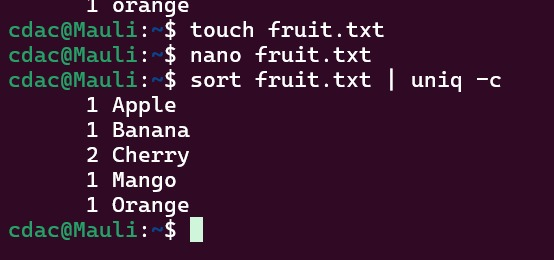 1 orange
cdac@Mauli:~$ touch fruit.txt
cdac@Mauli:~$ nano fruit.txt
cdac@Mauli:~$ sort fruit.txt | uniq -c
1 Apple
1 Banana
2 Cherry
1 Mango
1 Orange
cdac@Mauli:~$